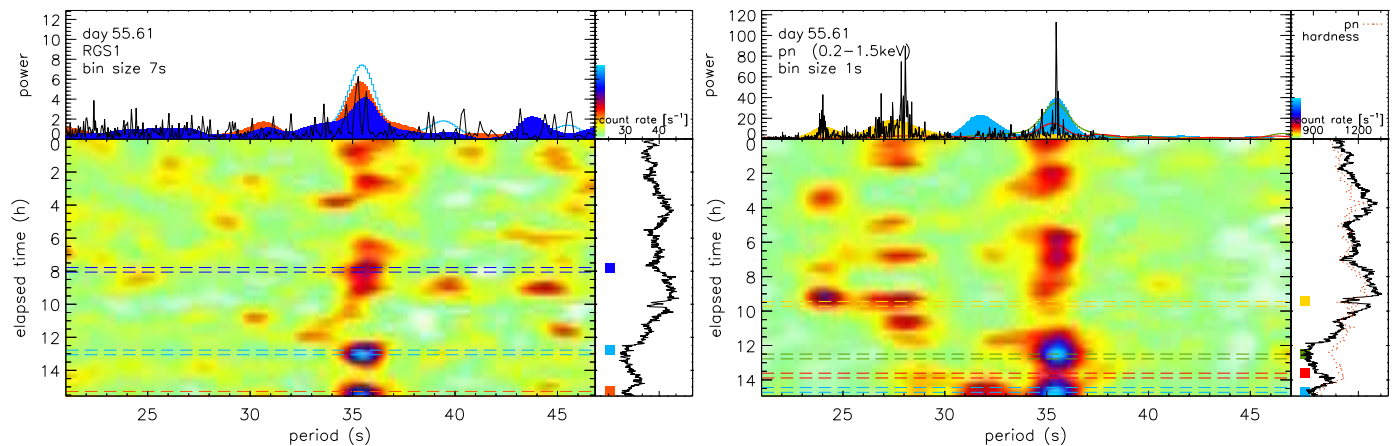 12
10
8
6
4
2
0
power
day 55.61
RGS1
bin size 7s
count rate [s⁻¹]
30 40
0
2
4
6
8
10
12
14
elapsed time (h)
25 30 35 40 45
period (s)
120
100
80
60
40
20
0
power
day 55.61
pn (0.2−1.5keV)
bin size 1s
pn
hardness
count rate [s⁻¹]
900 1200
0
2
4
6
8
10
12
14
elapsed time (h)
25 30 35 40 45
period (s)